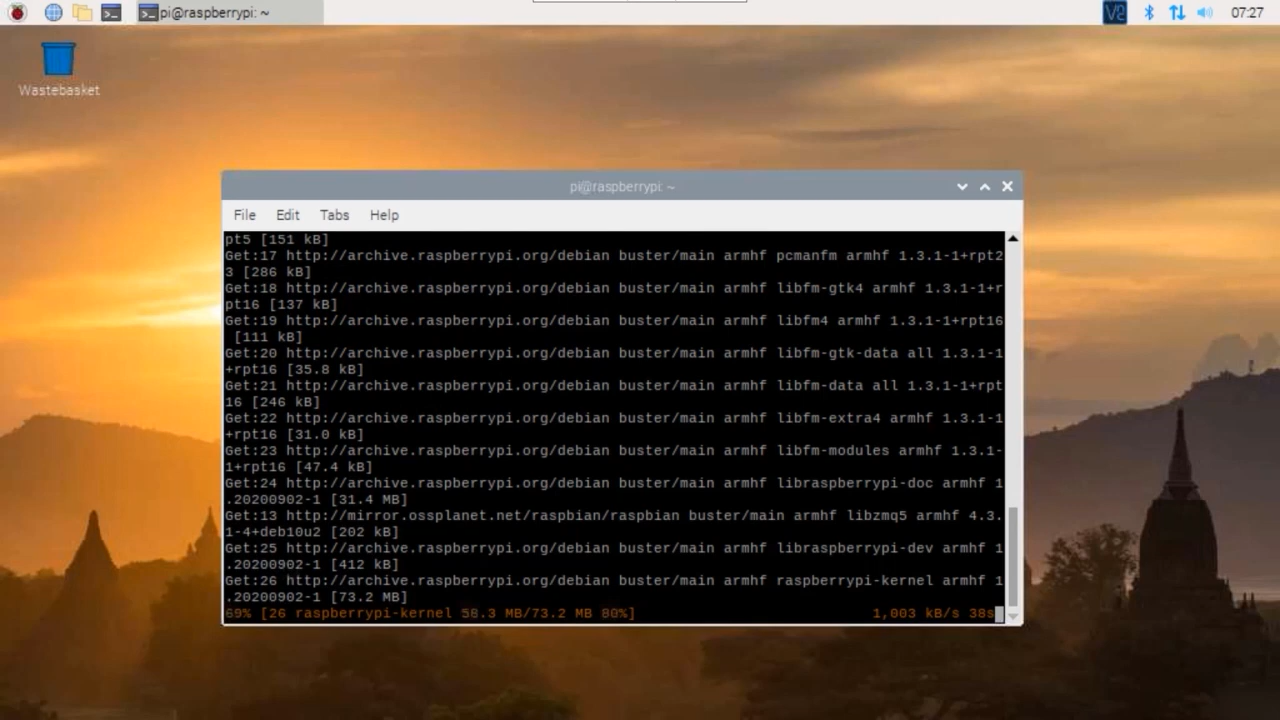 pi@raspberrypi: ~
V2
07:27
Wastebasket
pi@raspberrypi: ~
File Edit Tabs Help
pt5 [151 kB]
Get:17 http://archive.raspberrypi.org/debian buster/main armhf pcmanfm armhf 1.3.1-1+rpt2
3 [286 kB]
Get:18 http://archive.raspberrypi.org/debian buster/main armhf libfm-gtk4 armhf 1.3.1-1+r
pt16 [137 kB]
Get:19 http://archive.raspberrypi.org/debian buster/main armhf libfm4 armhf 1.3.1-1+rpt16
 [111 kB]
Get:20 http://archive.raspberrypi.org/debian buster/main armhf libfm-gtk-data all 1.3.1-1
+rpt16 [35.8 kB]
Get:21 http://archive.raspberrypi.org/debian buster/main armhf libfm-data all 1.3.1-1+rpt
16 [246 kB]
Get:22 http://archive.raspberrypi.org/debian buster/main armhf libfm-extra4 armhf 1.3.1-1
+rpt16 [31.0 kB]
Get:23 http://archive.raspberrypi.org/debian buster/main armhf libfm-modules armhf 1.3.1-
1+rpt16 [47.4 kB]
Get:24 http://archive.raspberrypi.org/debian buster/main armhf libraspberrypi-doc armhf 1
.20200902-1 [31.4 MB]
Get:13 http://mirror.ossplanet.net/raspbian/raspbian buster/main armhf libzmq5 armhf 4.3.
1-4+deb10u2 [202 kB]
Get:25 http://archive.raspberrypi.org/debian buster/main armhf libraspberrypi-dev armhf 1
.20200902-1 [412 kB]
Get:26 http://archive.raspberrypi.org/debian buster/main armhf raspberrypi-kernel armhf 1
.20200902-1 [73.2 MB]
69% [26 raspberrypi-kernel 58.3 MB/73.2 MB 80%] 1,003 kB/s 38s